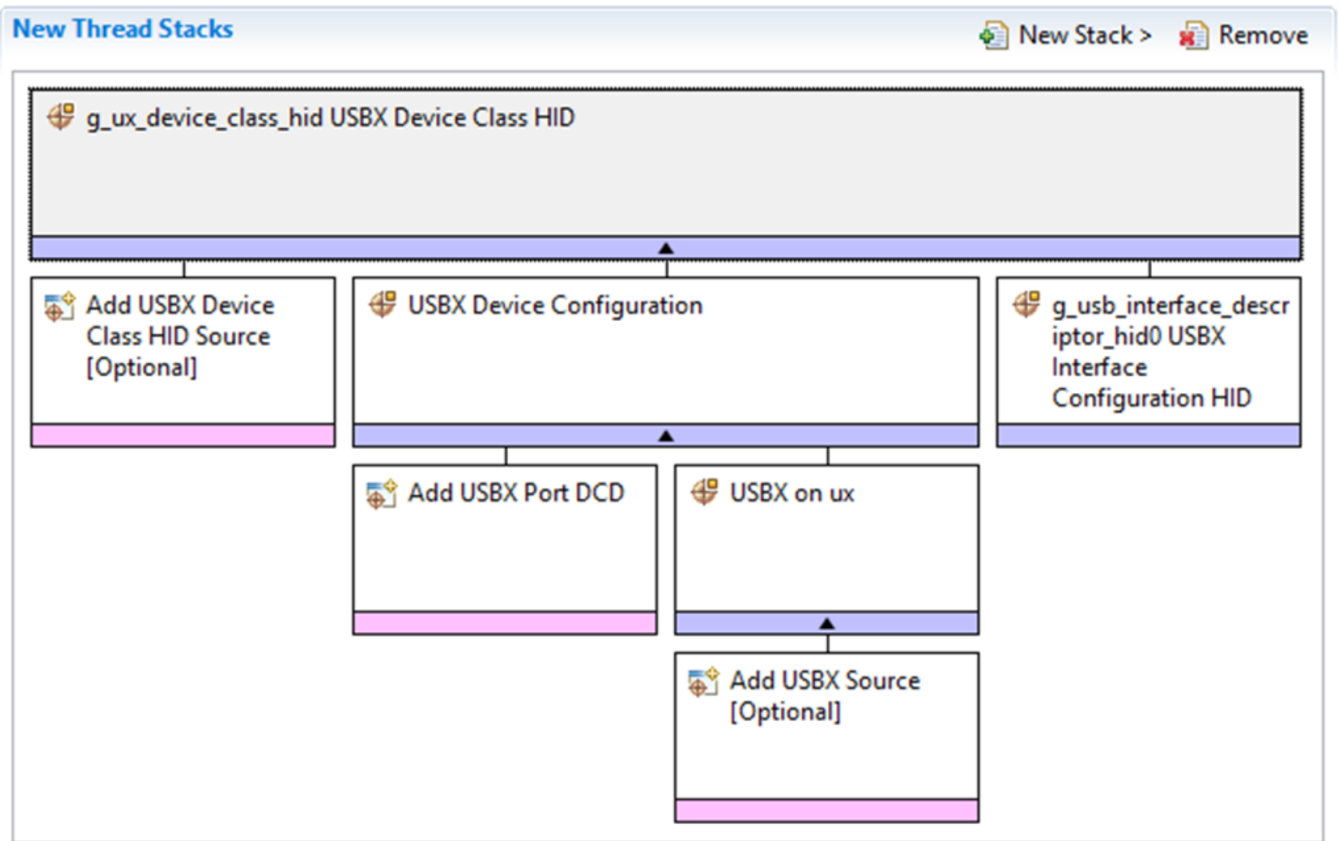 New Thread Stacks
New Stack > Remove
g_ux_device_class_hid USBX Device Class HID
Add USBX Device
Class HID Source
[Optional]
USBX Device Configuration
g_usb_interface_descr
iptor_hid0 USBX
Interface
Configuration HID
Add USBX Port DCD
USBX on ux
Add USBX Source
[Optional]